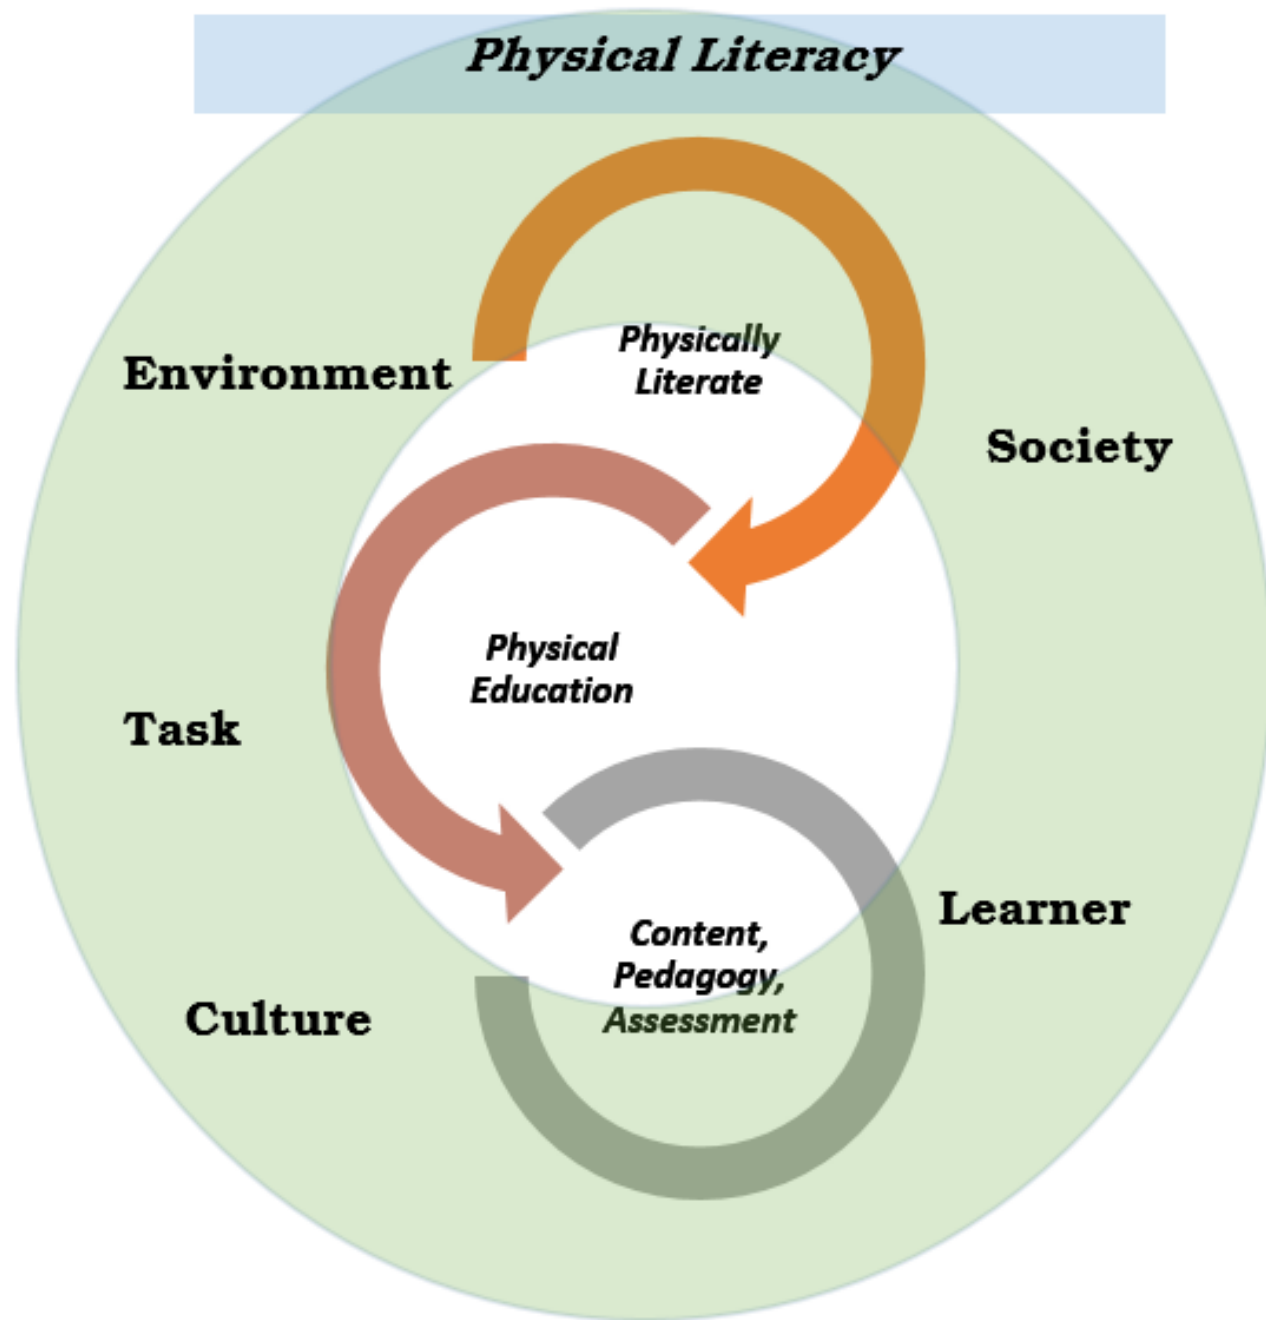 Physical Literacy
Physically
Literate
Environment
Society
Physical
Education
Task
Learner
Content,
Pedagogy,
Assessment
Culture